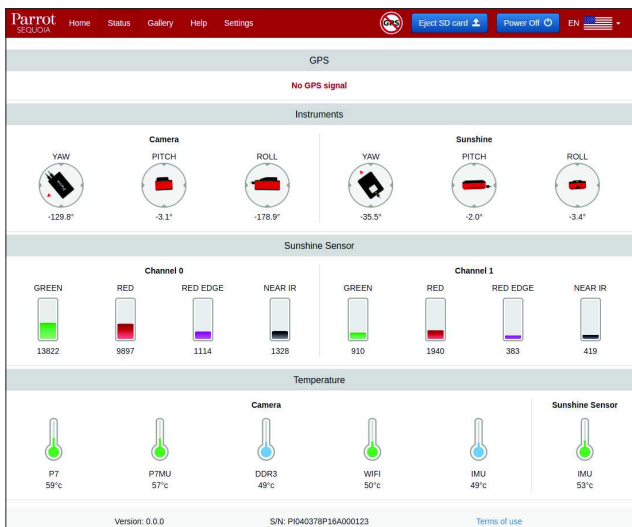 Parrot SEQUOIA Home Status Gallery Help Settings GPS Eject SD card Power Off EN
GPS
No GPS signal
Instruments
Camera Sunshine
YAW PITCH ROLL YAW PITCH ROLL
-129.8° -3.1° -178.9° -35.5° -2.0° -3.4°
Sunshine Sensor
Channel 0 Channel 1
GREEN RED RED EDGE NEAR IR GREEN RED RED EDGE NEAR IR
13822 9897 1114 1328 910 1940 383 419
Temperature
Camera Sunshine Sensor
P7 P7MU DDR3 WIFI IMU IMU
59°c 57°c 49°c 50°c 49°c 53°c
Version: 0.0.0 S/N: PI040378P16A000123 Terms of use